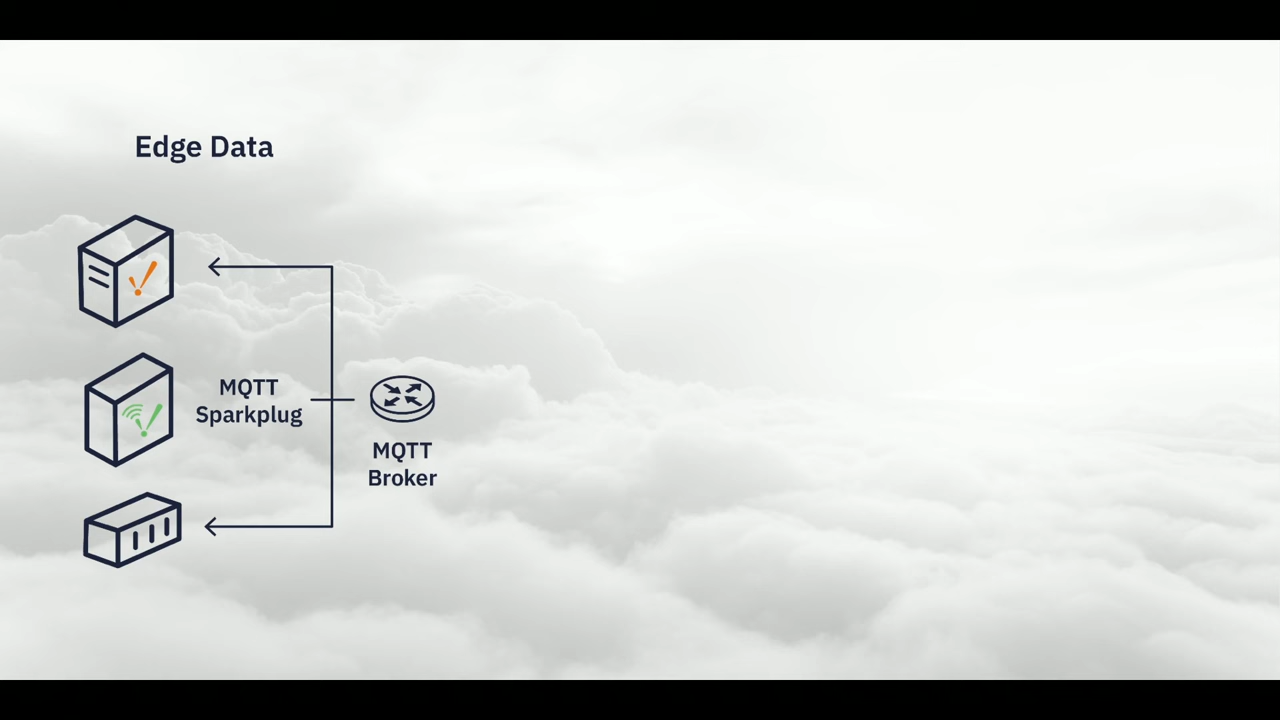 Edge Data
MQTT
Sparkplug
MQTT
Broker